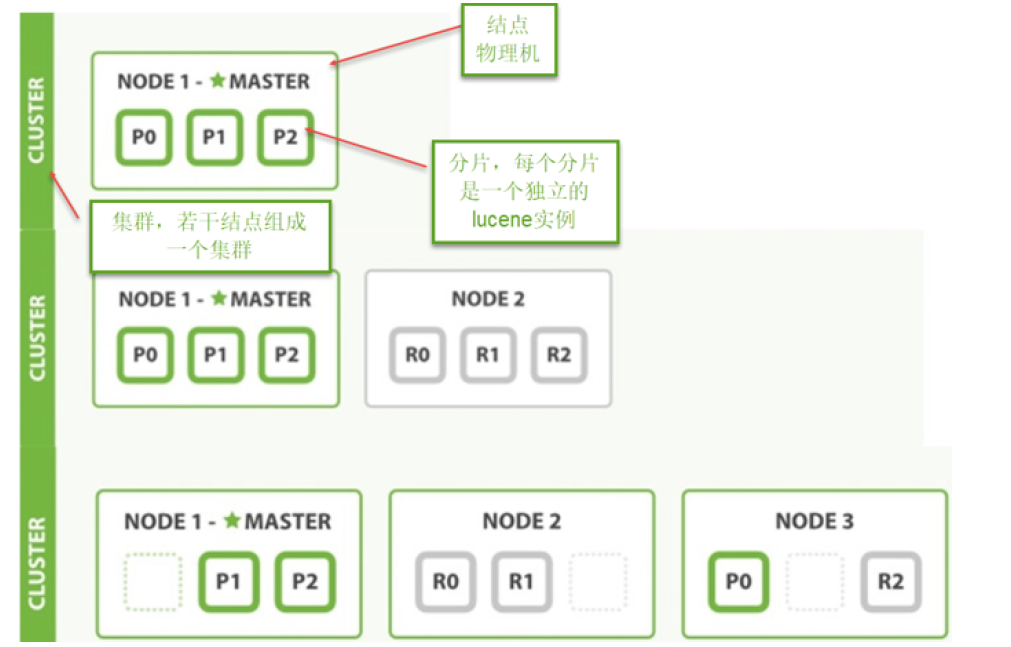 结点
物理机
CLUSTER
NODE 1 - ★MASTER
P0 P1 P2
分片，每个分片
是一个独立的
lucene实例
集群，若干结点组成
一个集群
CLUSTER
NODE 1 - ★MASTER
P0 P1 P2
NODE 2
R0 R1 R2
CLUSTER
NODE 1 - ★MASTER
P1 P2
NODE 2
R0 R1
NODE 3
P0 R2